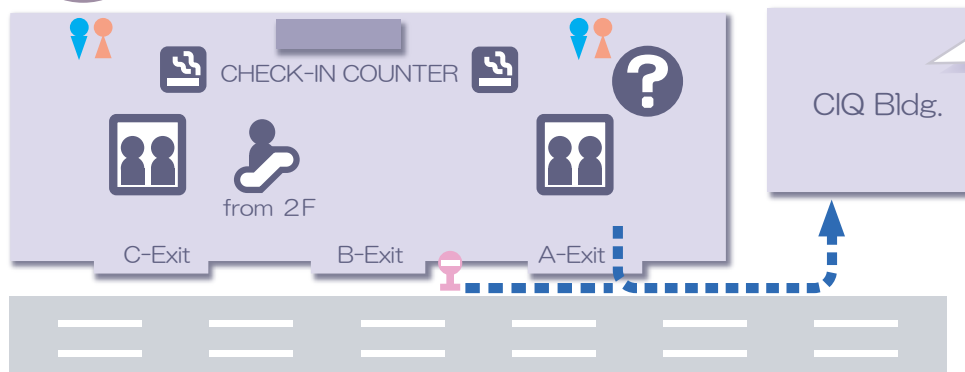 CHECK-IN COUNTER
?
CIQ Bldg.
from 2F
C-Exit
B-Exit
A-Exit